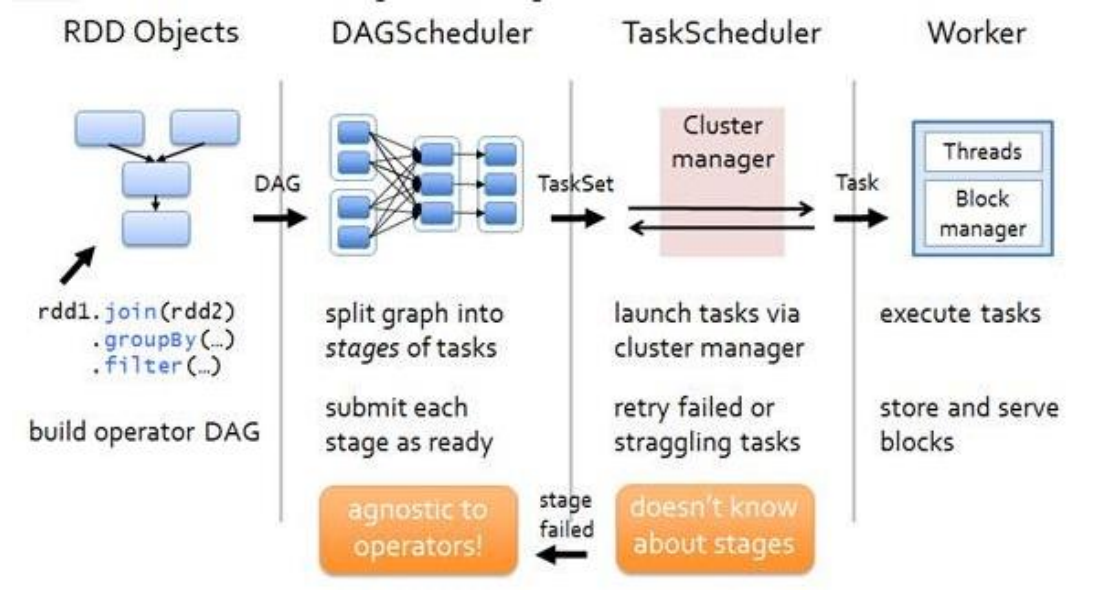 RDD Objects
DAGScheduler
TaskScheduler
Worker
DAG
TaskSet
Cluster
manager
Task
Threads
Block
manager
rdd1.join(rdd2)
.groupBy(…)
.filter(…)
build operator DAG
split graph into
stages of tasks
submit each
stage as ready
launch tasks via
cluster manager
retry failed or
straggling tasks
execute tasks
store and serve
blocks
agnostic to
operators!
stage
failed
doesn't know
about stages